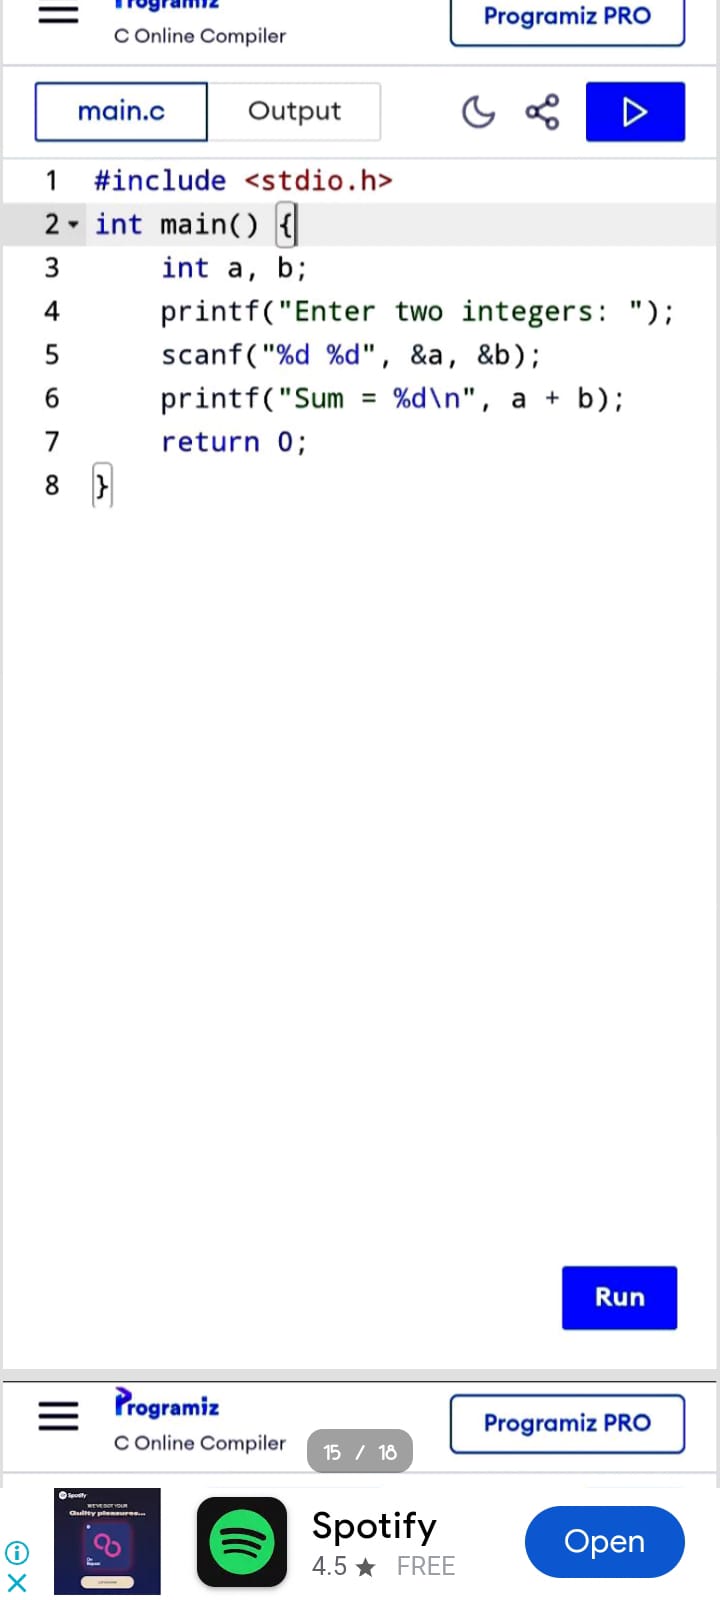 Programiz
C Online Compiler
Programiz PRO
main.c
Output
1 #include <stdio.h>
2 int main() {
3     int a, b;
4     printf("Enter two integers: ");
5     scanf("%d %d", &a, &b);
6     printf("Sum = %d\n", a + b);
7     return 0;
8 }
Run
Programiz
C Online Compiler
Programiz PRO
15 / 18
Spotify
WE'VE GOT YOUR
Guilty pleasures...
Spotify
4.5 ★ FREE
Open